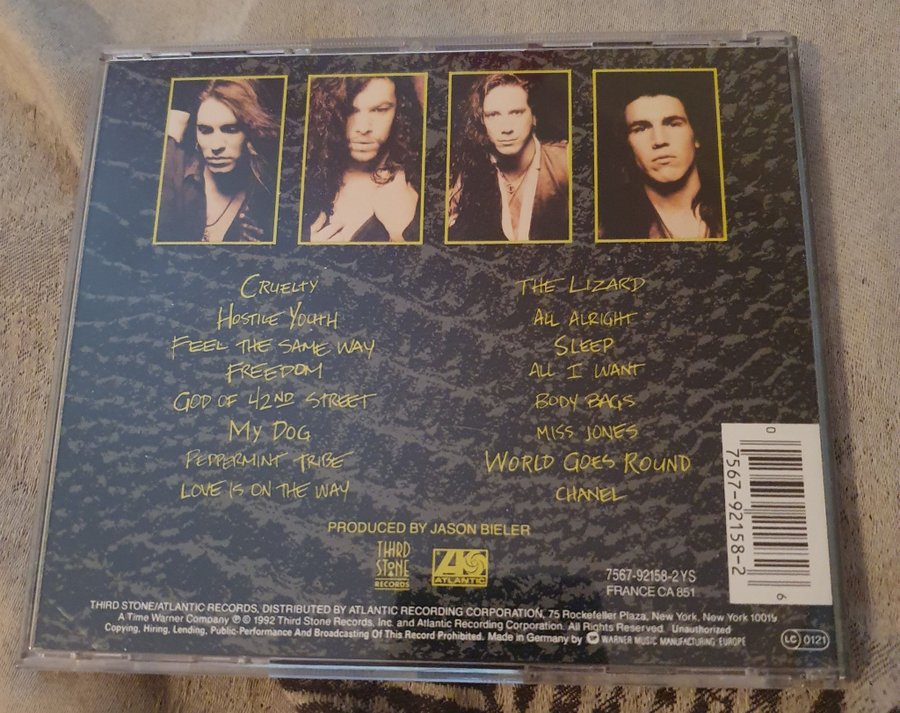 CRUELTY
HOSTILE YOUTH
FEEL THE SAME WAY
FREEDOM
GOD OF 42ND STREET
MY DOG
PEPPERMINT TRIBE
LOVE IS ON THE WAY
THE LIZARD
ALL ALRIGHT
SLEEP
ALL I WANT
BODY BAGS
MISS JONES
WORLD GOES ROUND
CHANEL
PRODUCED BY JASON BIELER
THIRD STONE RECORDS
ATLANTIC
7567-92158-2 YS
FRANCE CA 851
0
7567-92158-2
6
THIRD STONE/ATLANTIC RECORDS, DISTRIBUTED BY ATLANTIC RECORDING CORPORATION, 75 Rockefeller Plaza, New York, New York 10019
A Time Warner Company ℗ © 1992 Third Stone Records, Inc. and Atlantic Recording Corporation. All Rights Reserved. Unauthorized
Copying, Hiring, Lending, Public-Performance And Broadcasting Of This Record Prohibited. Made in Germany by WARNER MUSIC MANUFACTURING EUROPE
LC 0121